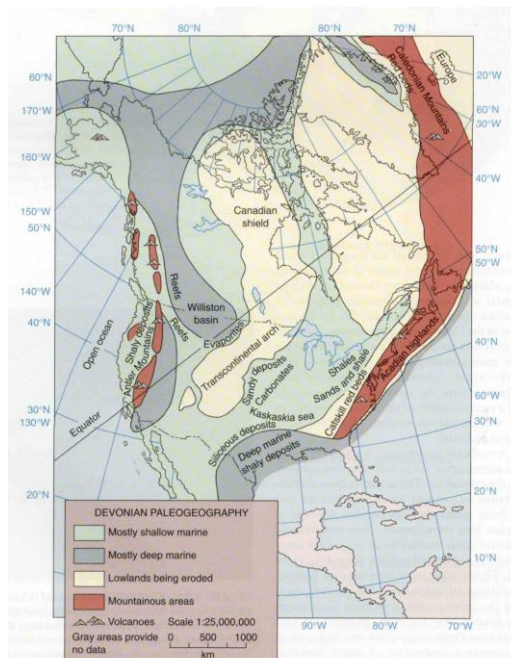 70°N
80°N
80°N
70°N
60°N
170°W
160°W
150°W
50°N
140°W
40°N
130°W
30°N
20°N
20°W
60°N
30°W
40°W
50°N
50°W
40°N
60°W
30°N
20°N
10°N
90°W
80°W
70°W
Caledonian Mountains
Red beds
Europe
Canadian
shield
Reefs
Reefs
Williston
basin
Evaporites
Transcontinental arch
Open ocean
Shaly deposits
Antler Mountains
Equator
Sandy deposits
Carbonates
Shales
Sands and shale
Catskill red beds
Acadian highlands
Kaskaskia sea
Siliceous deposits
Deep marine
shaly deposits
DEVONIAN PALEOGEOGRAPHY
Mostly shallow marine
Mostly deep marine
Lowlands being eroded
Mountainous areas
Volcanoes Scale 1:25,000,000
Gray areas provide
no data
0 500 1000
km